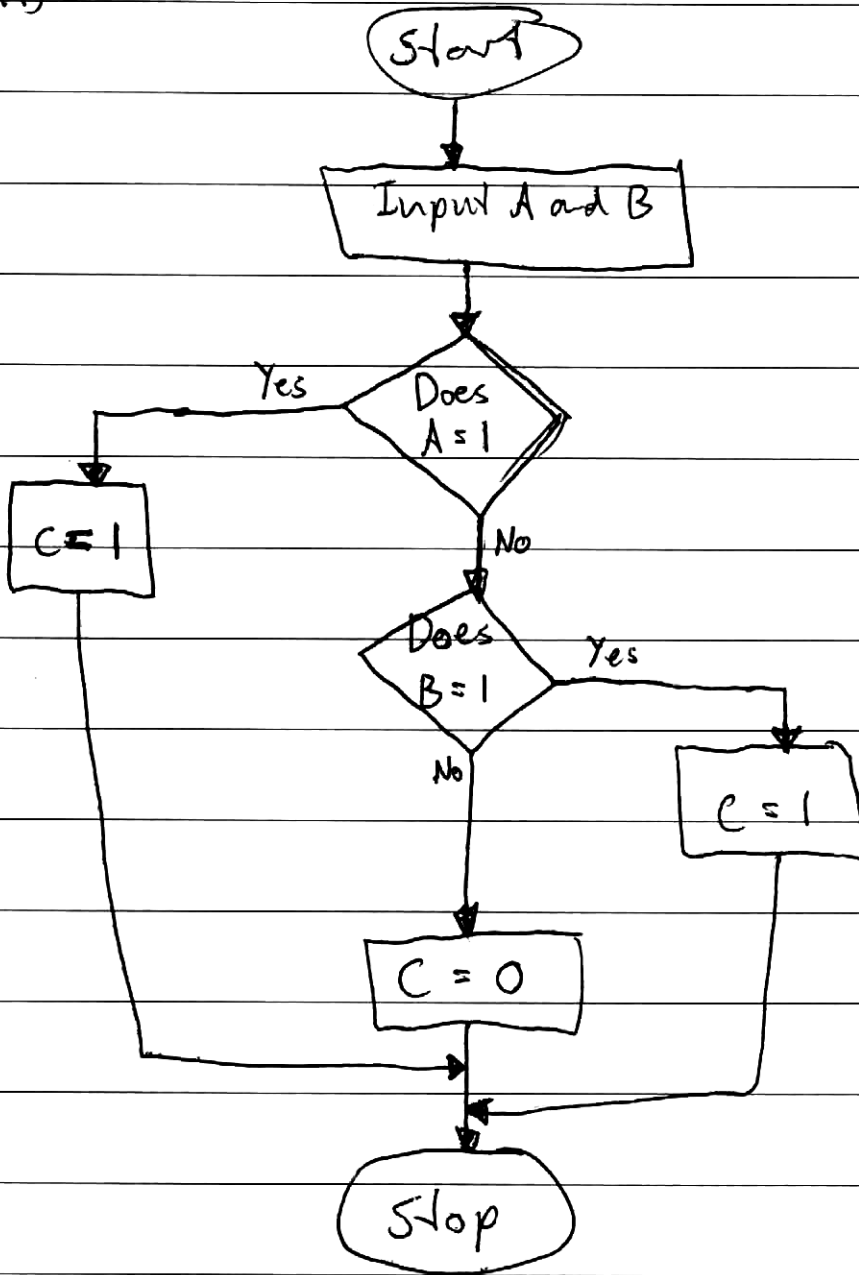 Start
Input A and B
Does
A = 1
Yes
C = 1
No
Does
B = 1
Yes
C = 1
No
C = 0
Stop